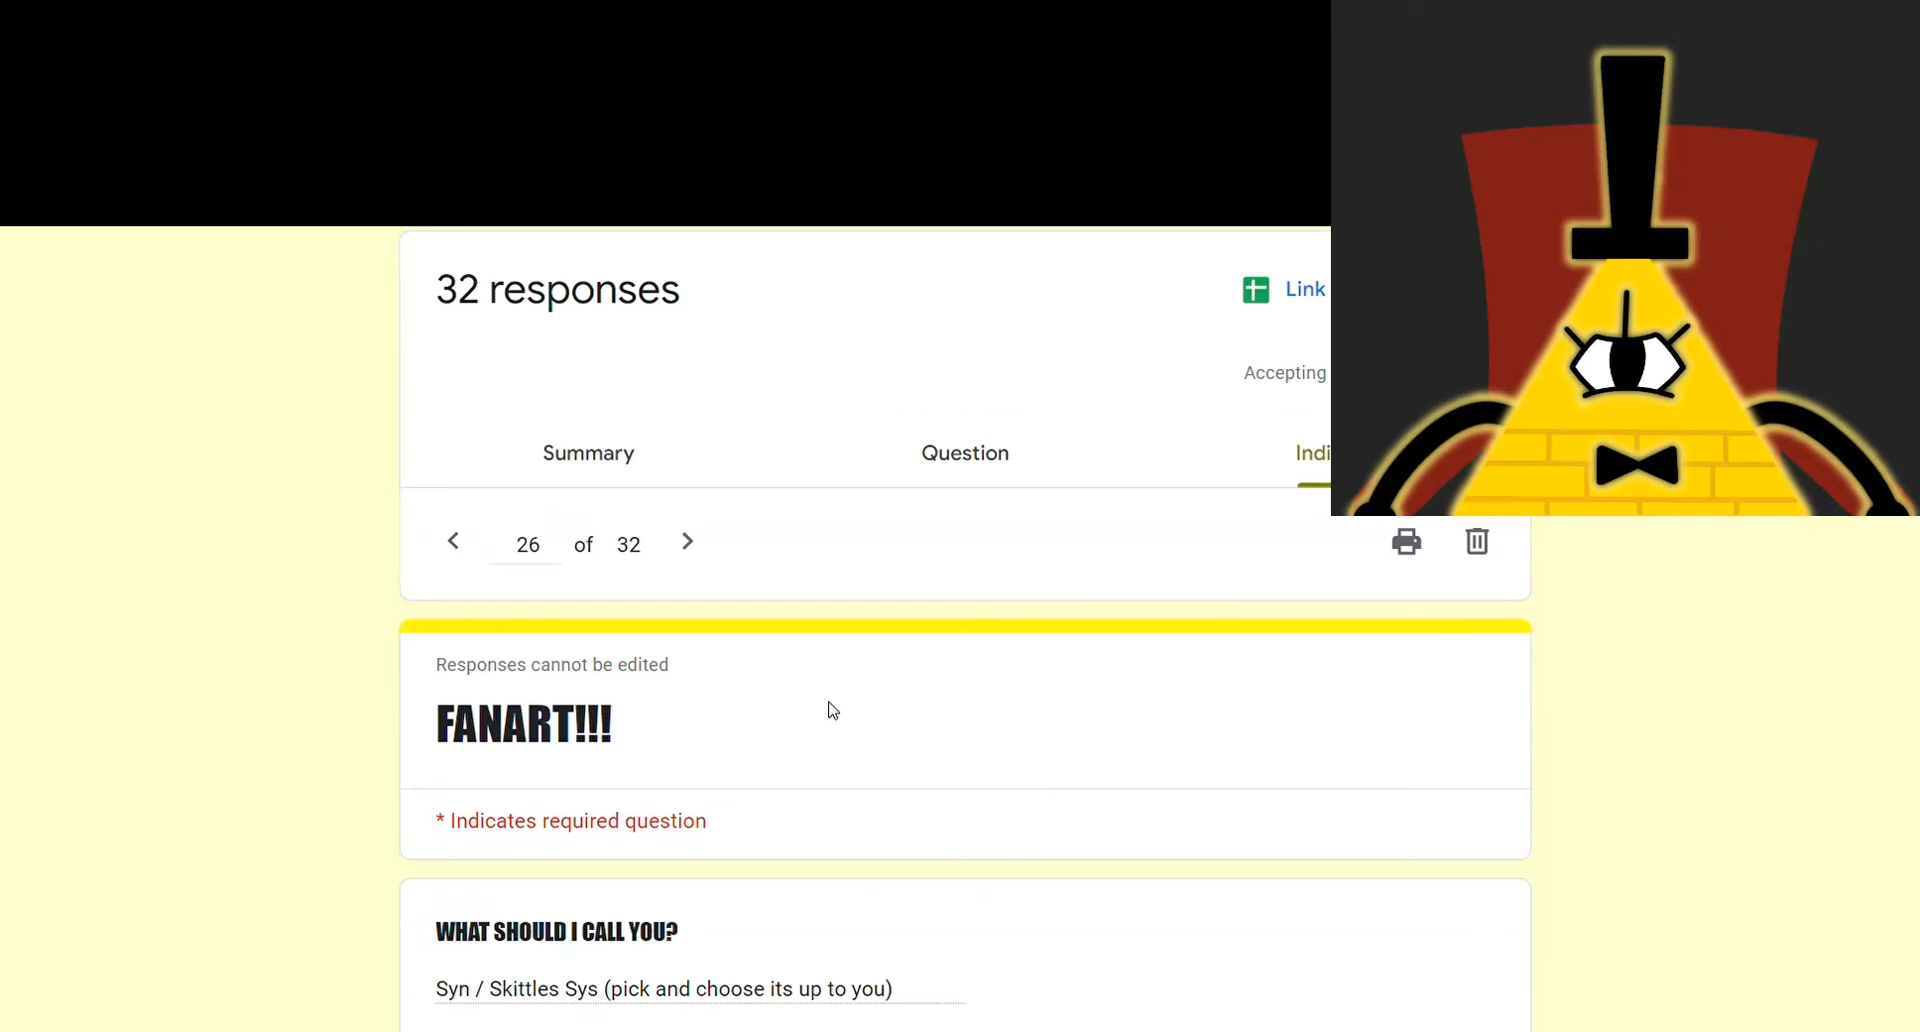 32 responses
Link
Accepting
Summary
Question
Indi
26 of 32
Responses cannot be edited
FANART!!!
* Indicates required question
WHAT SHOULD I CALL YOU?
Syn / Skittles Sys (pick and choose its up to you)